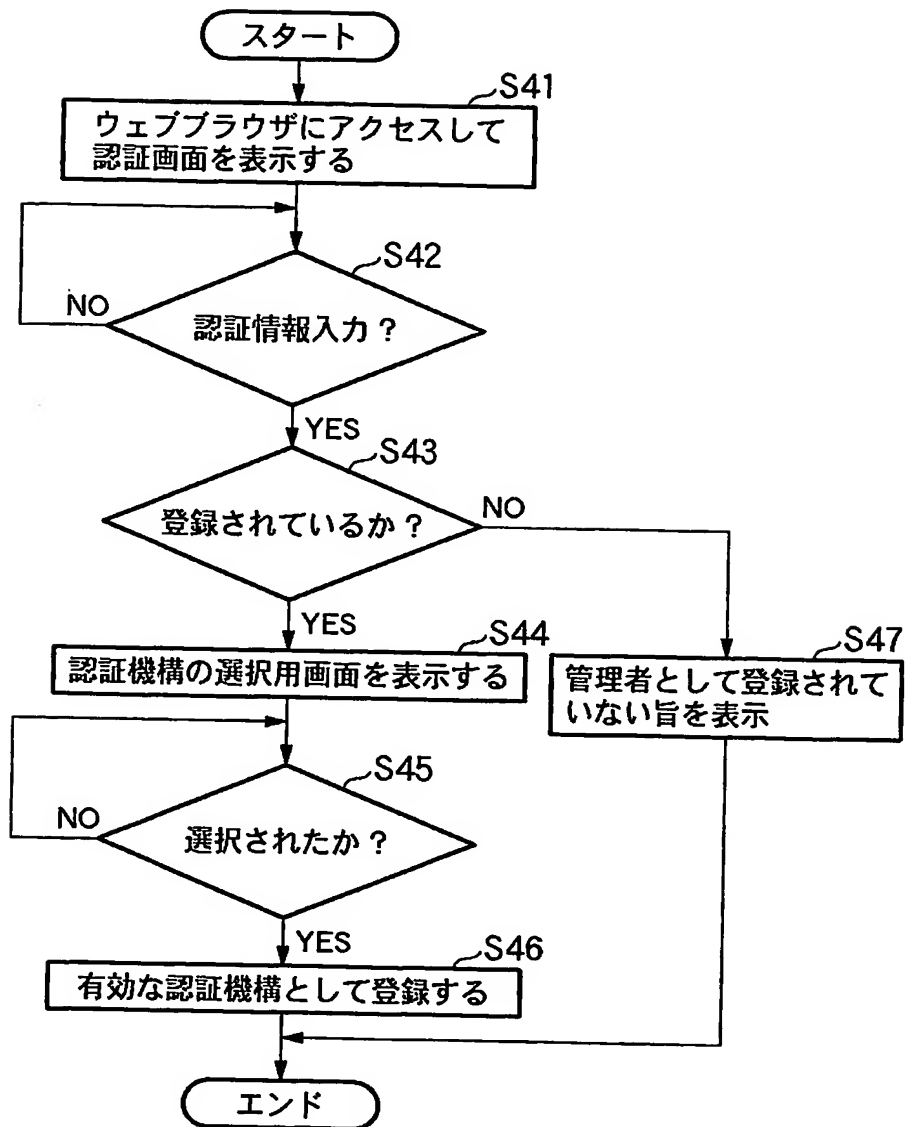 スタート
S41
ウェブブラウザにアクセスして
認証画面を表示する
S42
NO
認証情報入力？
YES
S43
登録されているか？
NO
YES
S44
認証機構の選択用画面を表示する
S47
管理者として登録されて
いない旨を表示
S45
NO
選択されたか？
YES
S46
有効な認証機構として登録する
エンド